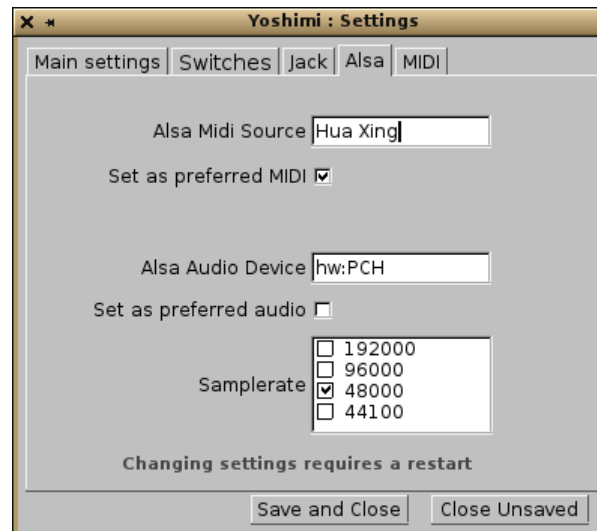 Yoshimi : Settings
Main settings Switches Jack Alsa MIDI
Alsa Midi Source Hua Xing
Set as preferred MIDI
Alsa Audio Device hw:PCH
Set as preferred audio
192000
96000
Samplerate 48000
44100
Changing settings requires a restart
Save and Close Close Unsaved